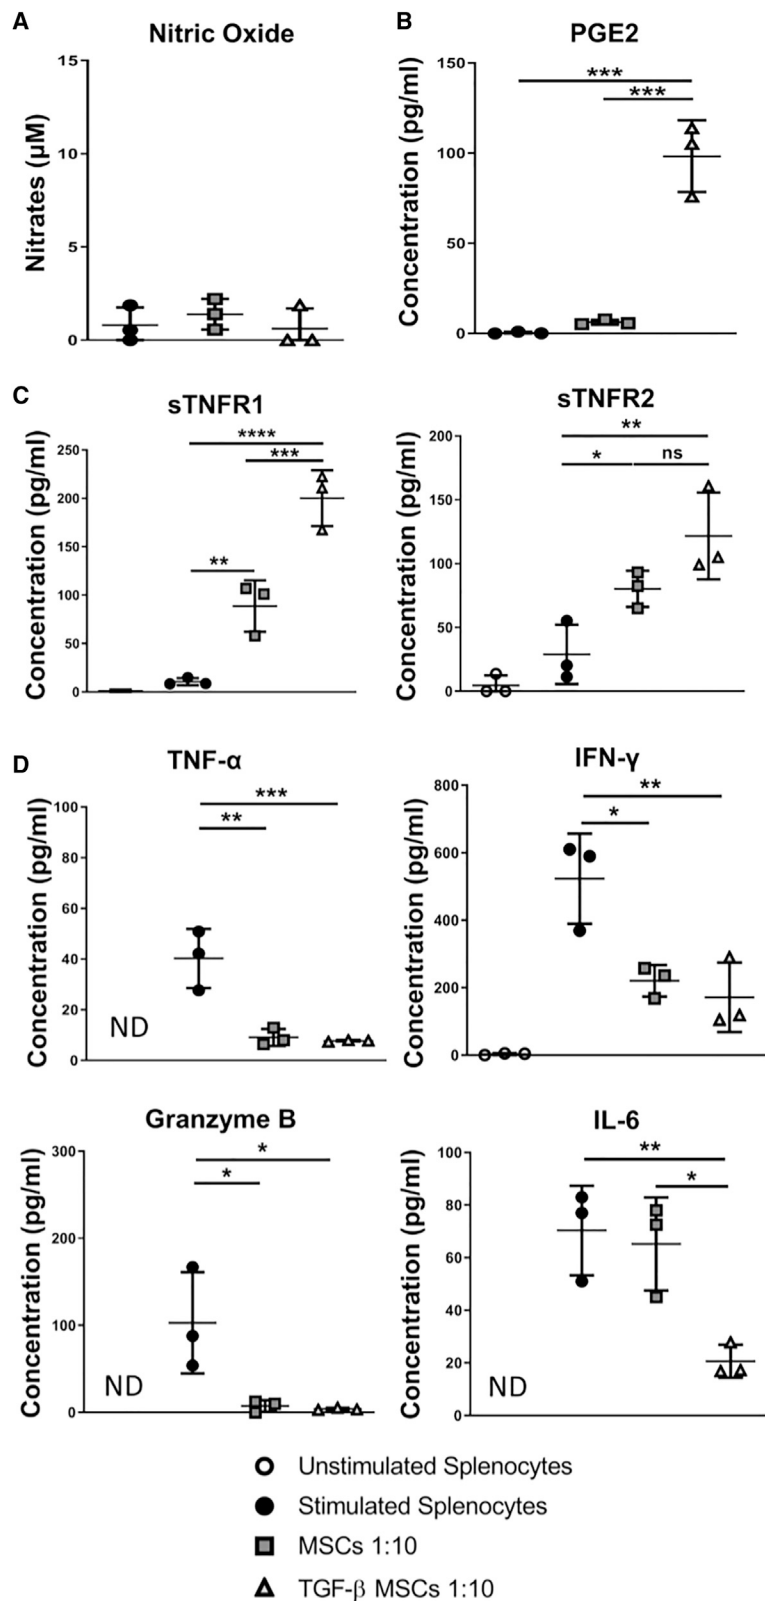 A
Nitric Oxide
Nitrates (µM)
15
10
5
0
B
PGE2
Concentration (pg/ml)
150
100
50
0
***
***
C
sTNFR1
Concentration (pg/ml)
250
200
150
100
50
0
****
***
**
sTNFR2
Concentration (pg/ml)
200
150
100
50
0
**
* ns
D
TNF-α
Concentration (pg/ml)
100
80
60
40
20
0
***
**
ND
IFN-γ
Concentration (pg/ml)
800
600
400
200
0
**
*
Granzyme B
Concentration (pg/ml)
300
200
100
0
*
*
ND
IL-6
Concentration (pg/ml)
100
80
60
40
20
0
**
*
ND
Unstimulated Splenocytes
Stimulated Splenocytes
MSCs 1:10
TGF-β MSCs 1:10